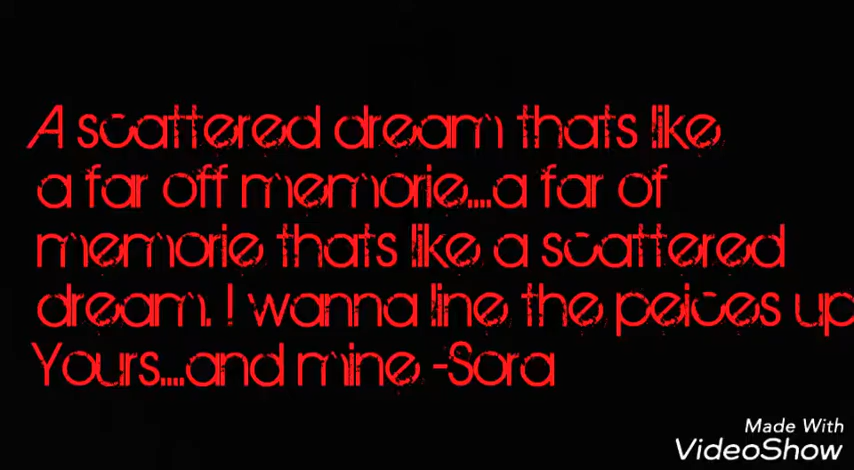 A scattered dream thats like
a far off memorie....a far of
memorie thats like a scattered
dream. I wanna line the peices up
Yours....and mine -Sora
Made With
VideoShow